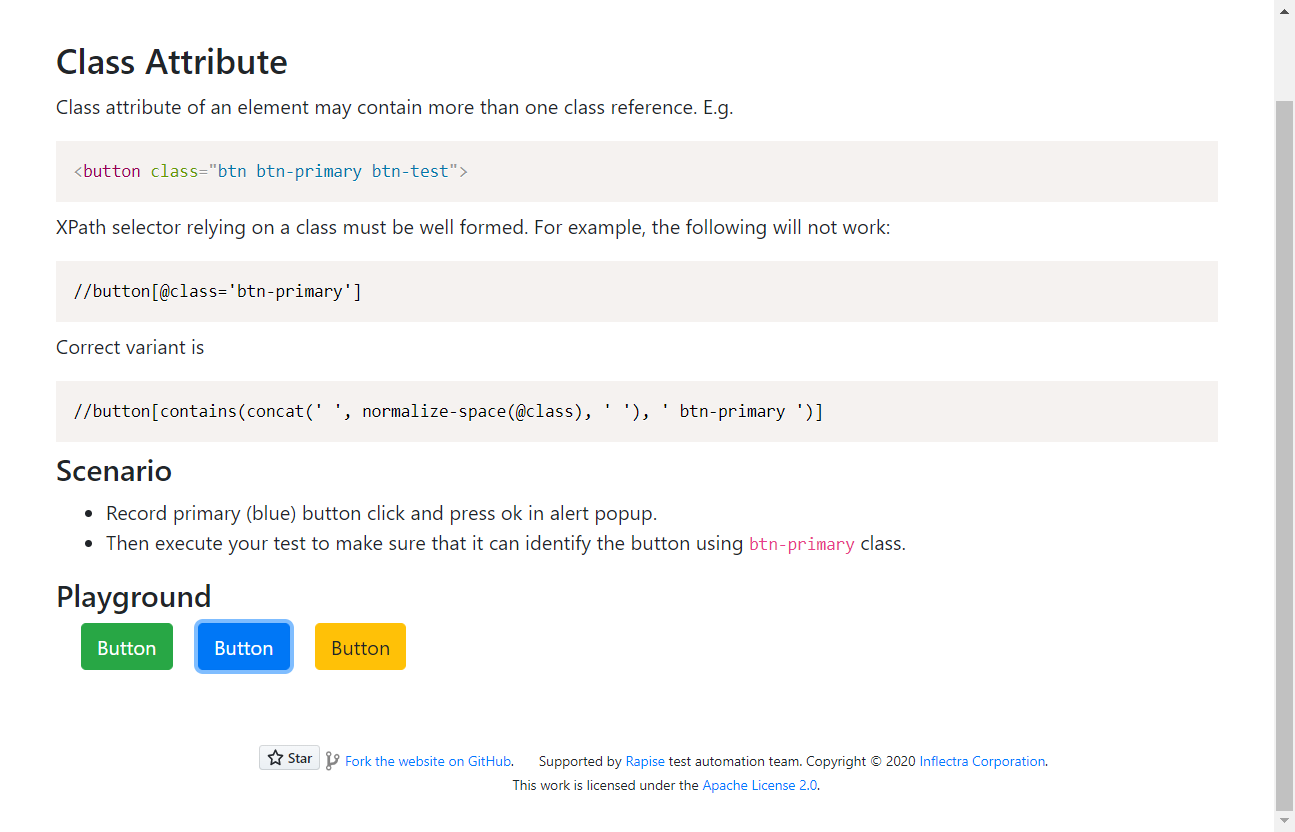 Class Attribute
Class attribute of an element may contain more than one class reference. E.g.
<button class="btn btn-primary btn-test">
XPath selector relying on a class must be well formed. For example, the following will not work:
//button[@class='btn-primary']
Correct variant is
//button[contains(concat(' ', normalize-space(@class), ' '), ' btn-primary ')]
Scenario
• Record primary (blue) button click and press ok in alert popup.
• Then execute your test to make sure that it can identify the button using btn-primary class.
Playground
Button Button Button
Star Fork the website on GitHub. Supported by Rapise test automation team. Copyright © 2020 Inflectra Corporation.
This work is licensed under the Apache License 2.0.